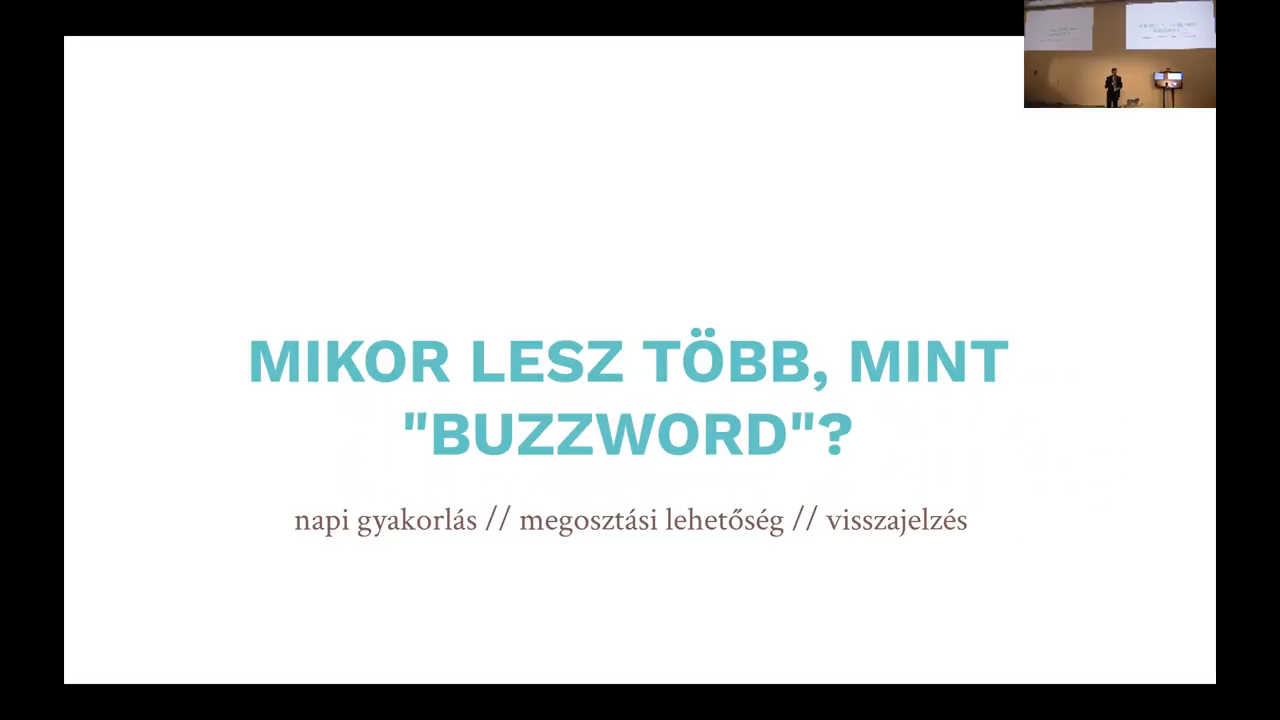 MIKOR LESZ TÖBB, MINT
"BUZZWORD"?
napi gyakorlás // megosztási lehetőség // visszajelzés